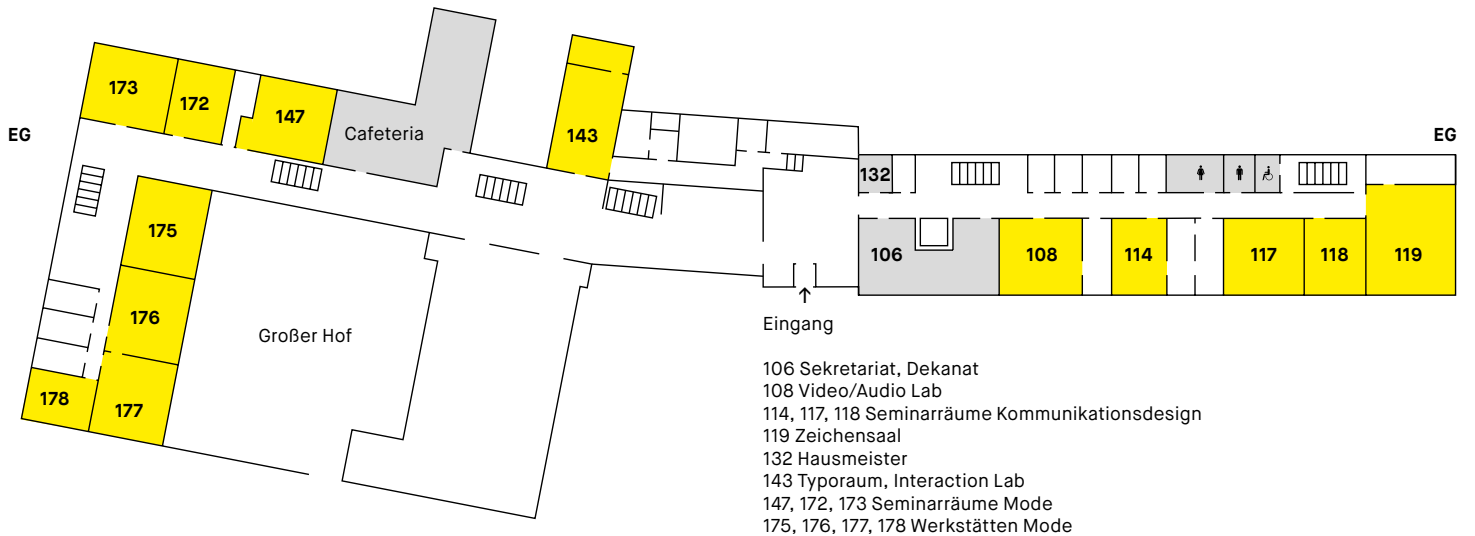 EG
173
172
147
Cafeteria
143
175
176
177
178
Großer Hof
132
106
108
114
117
118
119
EG
Eingang
106 Sekretariat, Dekanat
108 Video/Audio Lab
114, 117, 118 Seminarräume Kommunikationsdesign
119 Zeichensaal
132 Hausmeister
143 Typoraum, Interaction Lab
147, 172, 173 Seminarräume Mode
175, 176, 177, 178 Werkstätten Mode